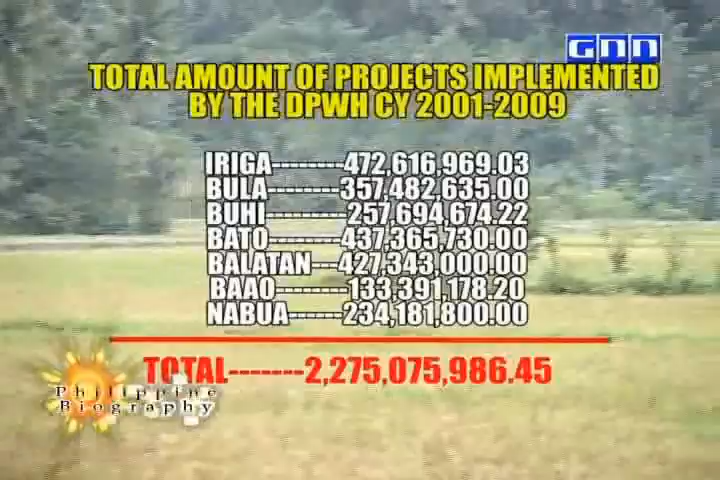 GNN
TOTAL AMOUNT OF PROJECTS IMPLEMENTED
BY THE DPWH CY 2001-2009
IRIGA--------472,616,969.03
BULA--------357,482,635.00
BUHI---------257,694,674.22
BATO--------437,365,730.00
BALATAN---427,343,000.00
BAAO--------133,391,178.20
NABUA------234,181,800.00
TOTAL-------2,275,075,986.45
Philippine
Biography